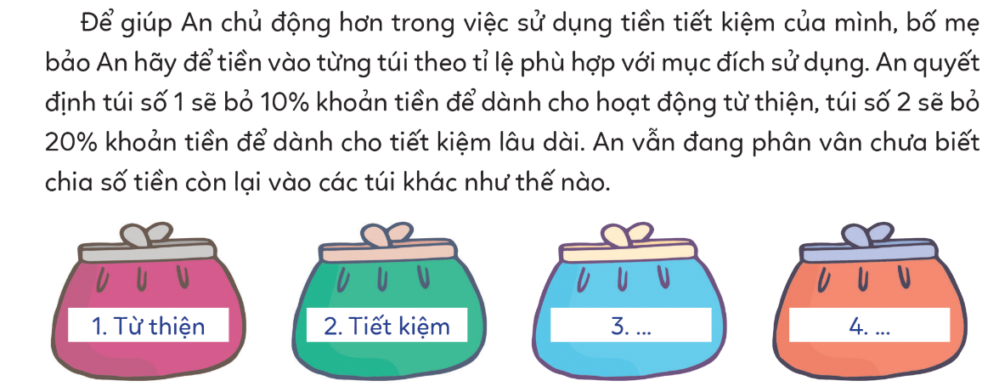 Để giúp An chủ động hơn trong việc sử dụng tiền tiết kiệm của mình, bố mẹ
bảo An hãy để tiền vào từng túi theo tỉ lệ phù hợp với mục đích sử dụng. An quyết
định túi số 1 sẽ bỏ 10% khoản tiền để dành cho hoạt động từ thiện, túi số 2 sẽ bỏ
20% khoản tiền để dành cho tiết kiệm lâu dài. An vẫn đang phân vân chưa biết
chia số tiền còn lại vào các túi khác như thế nào.
1. Từ thiện
2. Tiết kiệm
3. ...
4. ...